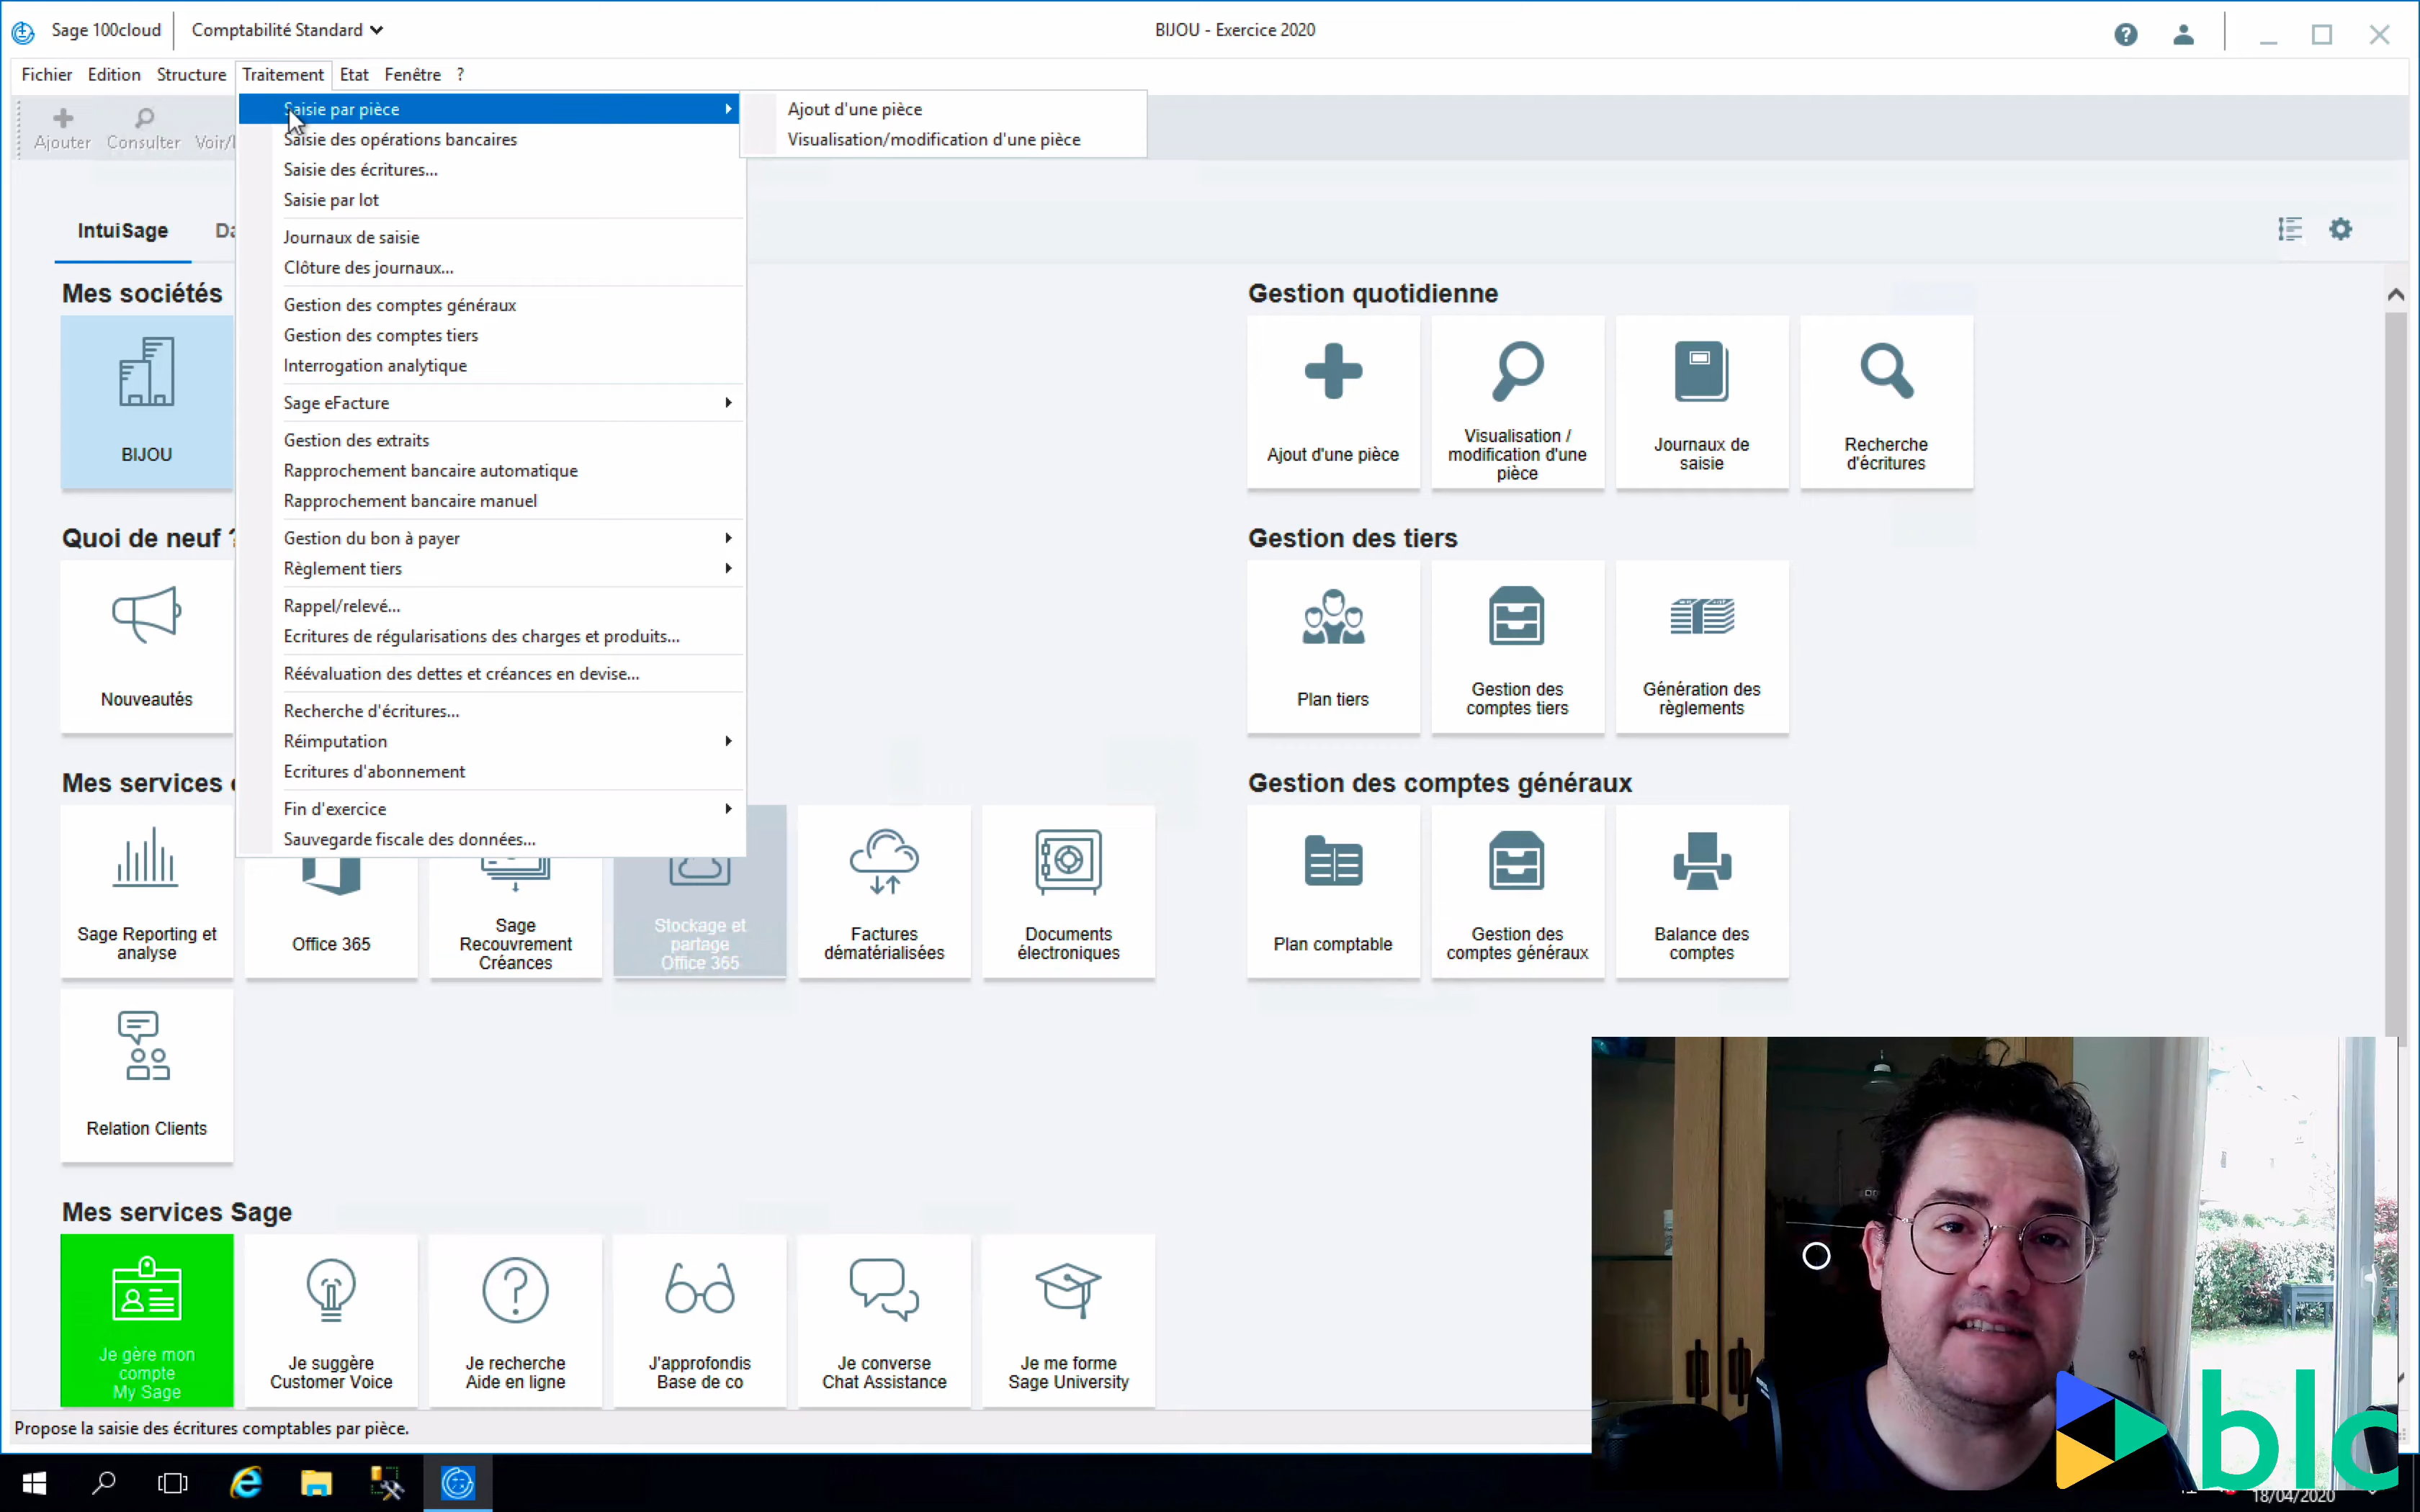 Sage 100cloud
Comptabilité Standard
BIJOU - Exercice 2020
Fichier Edition Structure Traitement Etat Fenêtre ?
Ajouter Consulter
Saisie par pièce
Saisie des opérations bancaires
Saisie des écritures...
Saisie par lot
Journaux de saisie
Clôture des journaux...
Gestion des comptes généraux
Gestion des comptes tiers
Interrogation analytique
Sage eFacture
Gestion des extraits
Rapprochement bancaire automatique
Rapprochement bancaire manuel
Gestion du bon à payer
Règlement tiers
Rappel/relevé...
Ecritures de régularisations des charges et produits...
Réévaluation des dettes et créances en devise...
Recherche d'écritures...
Réimputation
Ecritures d'abonnement
Fin d'exercice
Sauvegarde fiscale des données...
Ajout d'une pièce
Visualisation/modification d'une pièce
IntuiSage
Mes sociétés
BIJOU
Quoi de neuf ?
Nouveautés
Mes services
Sage Reporting et
analyse
Office 365
Sage
Recouvrement
Créances
Stockage et
partage
Office 365
Factures
dématérialisées
Documents
électroniques
Relation Clients
Mes services Sage
Je gère mon
compte
My Sage
Je suggère
Customer Voice
Je recherche
Aide en ligne
J'approfondis
Base de co
Je converse
Chat Assistance
Je me forme
Sage University
Gestion quotidienne
Ajout d'une pièce
Visualisation /
modification d'une
pièce
Journaux de
saisie
Recherche
d'écritures
Gestion des tiers
Plan tiers
Gestion des
comptes tiers
Génération des
règlements
Gestion des comptes généraux
Plan comptable
Gestion des
comptes généraux
Balance des
comptes
Propose la saisie des écritures comptables par pièce.
blc
18/04/2020